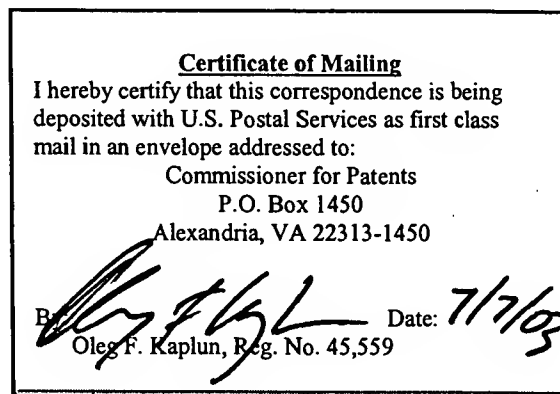 Certificate of Mailing
I hereby certify that this correspondence is being
deposited with U.S. Postal Services as first class
mail in an envelope addressed to:
Commissioner for Patents
P.O. Box 1450
Alexandria, VA 22313-1450
By Date: 7/7/03
Oleg F. Kaplun, Reg. No. 45,559